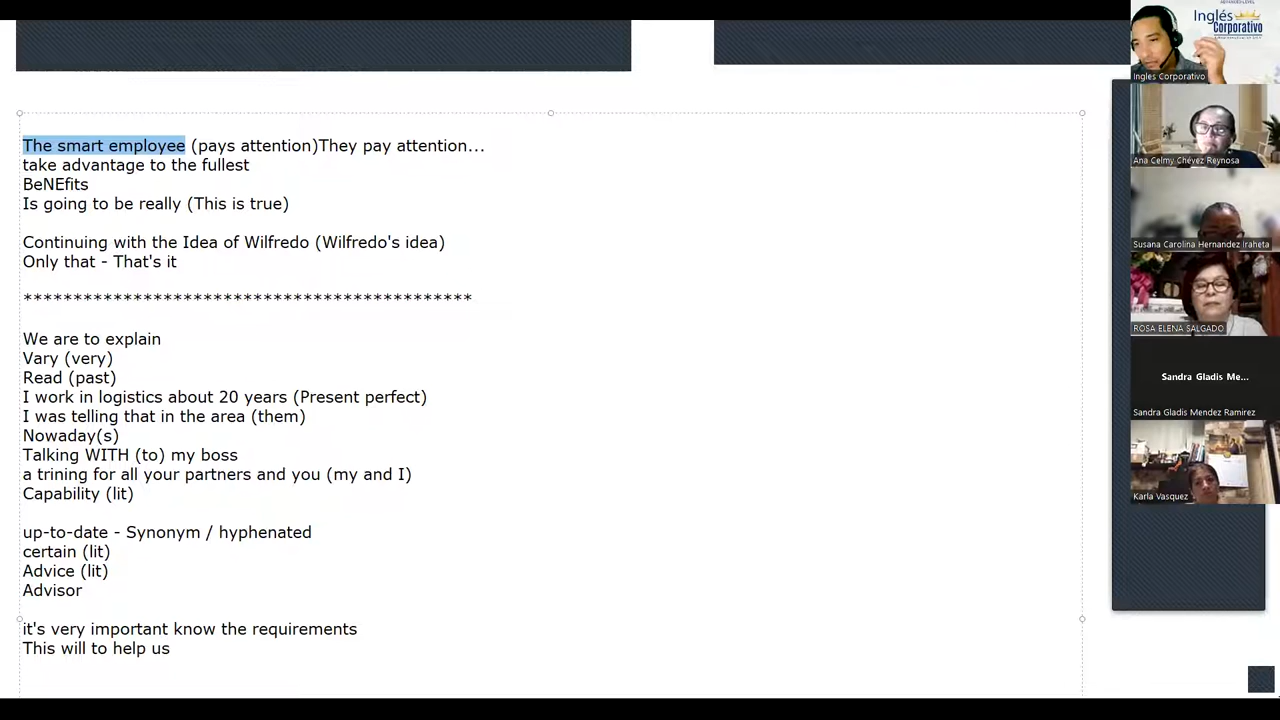 The smart employee (pays attention)They pay attention...
take advantage to the fullest
BeNEfits
Is going to be really (This is true)
Continuing with the Idea of Wilfredo (Wilfredo's idea)
Only that - That's it
*********************************************
We are to explain
Vary (very)
Read (past)
I work in logistics about 20 years (Present perfect)
I was telling that in the area (them)
Nowaday(s)
Talking WITH (to) my boss
a trining for all your partners and you (my and I)
Capability (lit)
up-to-date - Synonym / hyphenated
certain (lit)
Advice (lit)
Advisor
it's very important know the requirements
This will to help us
Inglés
Corporativo
Ingles Corporativo
Ana Celmy Chévez Reynosa
Susana Carolina Hernandez Iraheta
ROSA ELENA SALGADO
Sandra Gladis Me...
Sandra Gladis Mendez Ramirez
Karla Vasquez